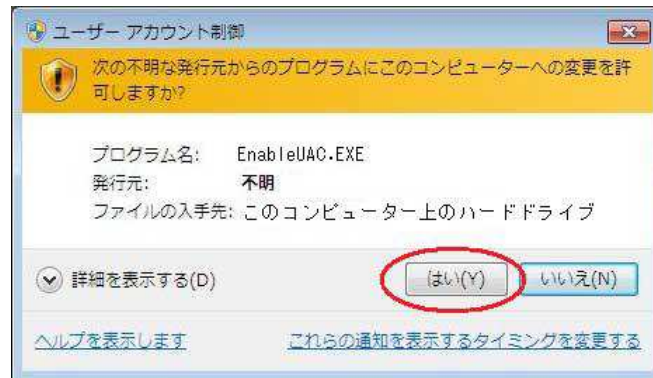 ユーザー アカウント制御
次の不明な発行元からのプログラムにこのコンピューターへの変更を許
可しますか?
プログラム名: EnableUAC.EXE
発行元: 不明
ファイルの入手先: このコンピューター上のハードドライブ
詳細を表示する(D) はい(Y) いいえ(N)
ヘルプを表示します これらの通知を表示するタイミングを変更する